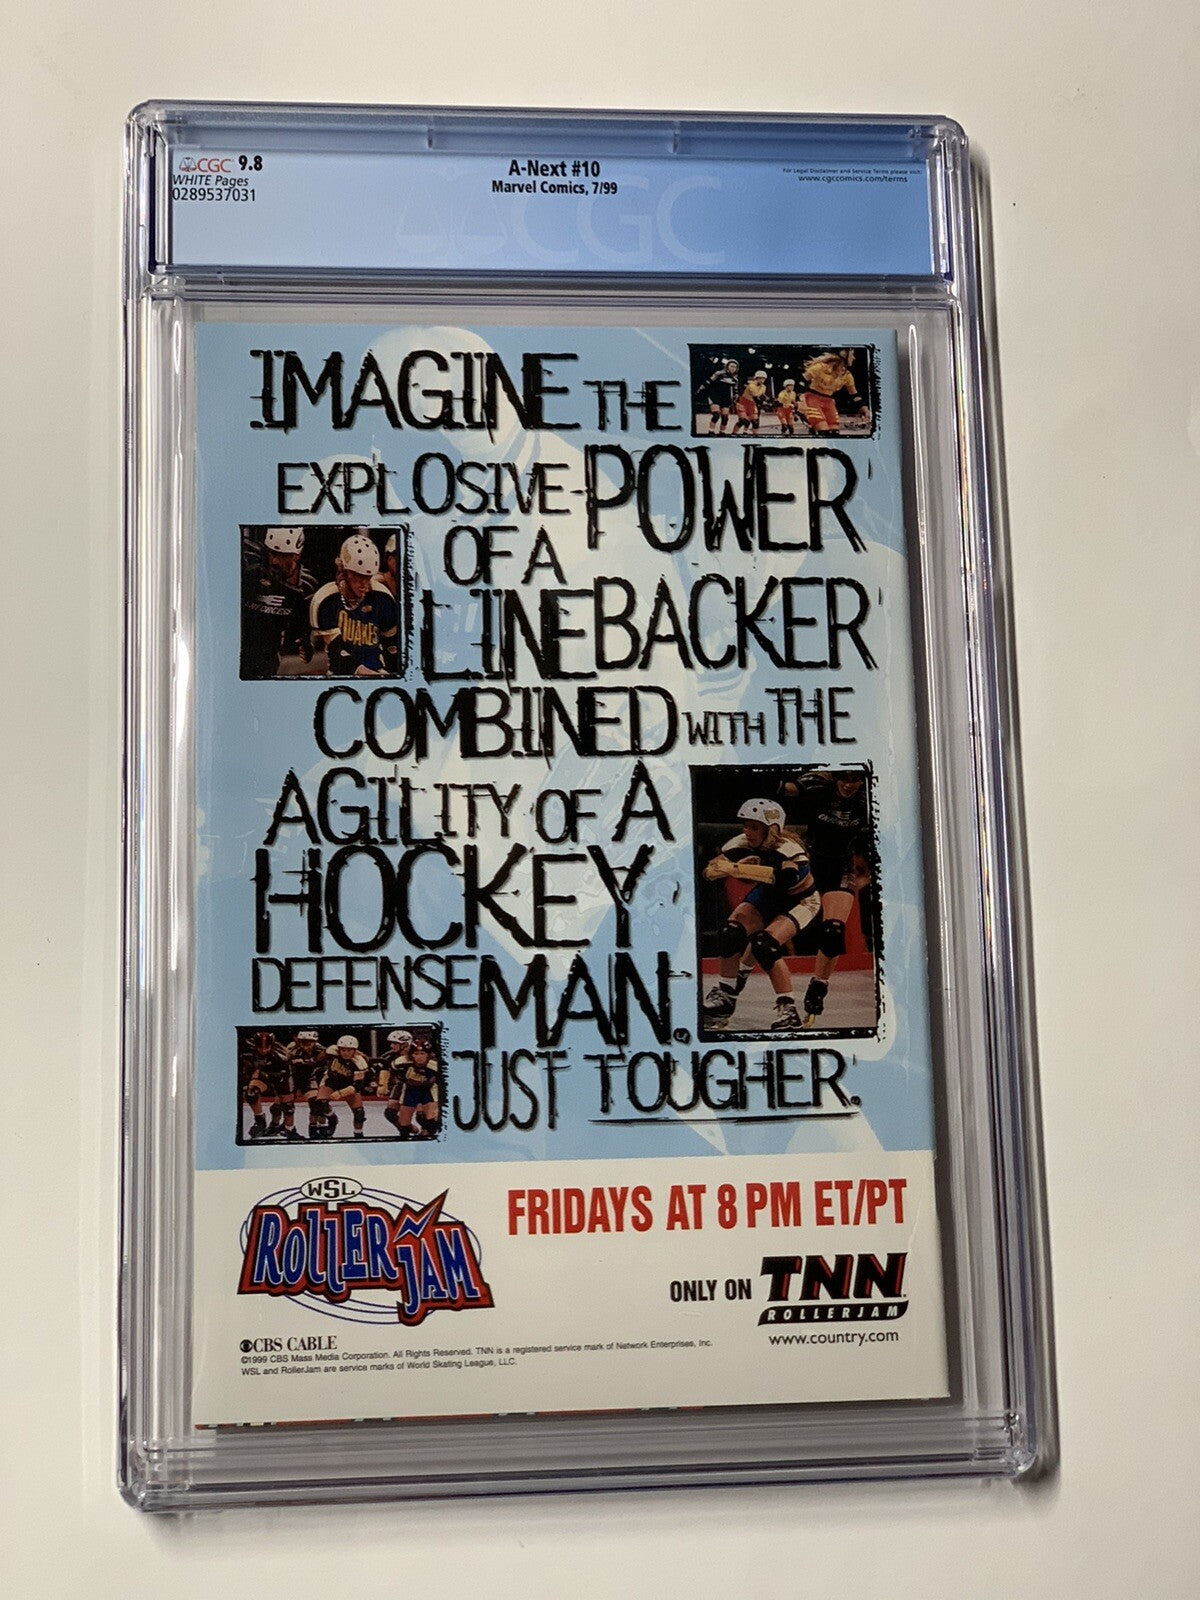 CGC 9.8
WHITE Pages
0289537031
A-Next #10
Marvel Comics, 7/99
For Legal Disclaimer and Service Terms please visit:
www.cgccomics.com/terms
CGC
IMAGINE THE
EXPLOSIVE POWER
OF A
LINEBACKER
COMBINED WITH THE
AGILITY OF A
HOCKEY
DEFENSEMAN.
JUST TOUGHER.
QUAKES
WSL
ROLLERJAM
FRIDAYS AT 8 PM ET/PT
ONLY ON TNN
ROLLERJAM
www.country.com
CBS CABLE
©1999 CBS Mass Media Corporation. All Rights Reserved. TNN is a registered service mark of Network Enterprises, Inc.
WSL and RollerJam are service marks of World Skating League, LLC.